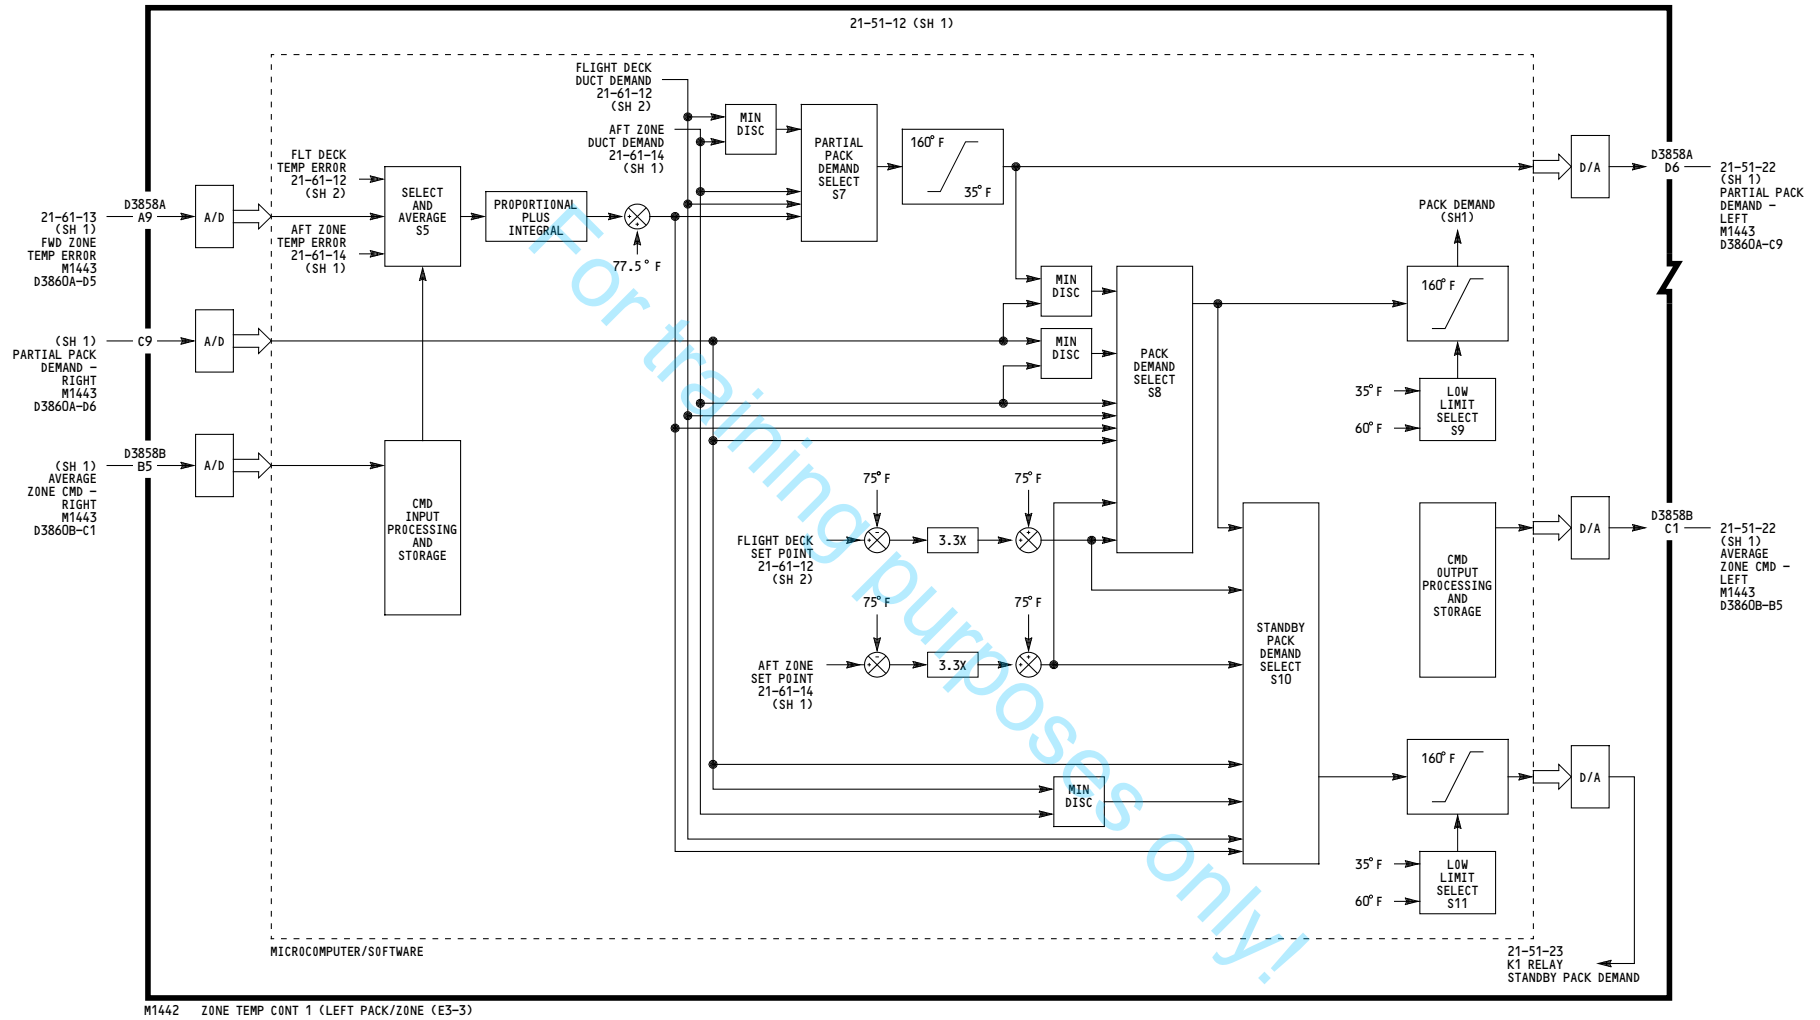 21-51-12 (SH 1)
FLIGHT DECK
DUCT DEMAND
21-61-12
(SH 2)
AFT ZONE
DUCT DEMAND
21-61-14
(SH 1)
MIN
DISC
PARTIAL
PACK
DEMAND
SELECT
S7
160°F
35°F
D/A
D3858A
D6
21-51-22
(SH 1)
PARTIAL PACK
DEMAND -
LEFT
M1443
D3860A-C9
FLT DECK
TEMP ERROR
21-61-12
(SH 2)
AFT ZONE
TEMP ERROR
21-61-14
(SH 1)
SELECT
AND
AVERAGE
S5
PROPORTIONAL
PLUS
INTEGRAL
77.5°F
D3858A
A9
A/D
21-61-13
(SH 1)
FWD ZONE
TEMP ERROR
M1443
D3860A-D5
C9
A/D
(SH 1)
PARTIAL PACK
DEMAND -
RIGHT
M1443
D3860A-D6
D3858B
B5
A/D
(SH 1)
AVERAGE
ZONE CMD -
RIGHT
M1443
D3860B-C1
CMD
INPUT
PROCESSING
AND
STORAGE
MIN
DISC
MIN
DISC
PACK
DEMAND
SELECT
S8
PACK DEMAND
(SH1)
160°F
35°F
60°F
LOW
LIMIT
SELECT
S9
75°F
75°F
FLIGHT DECK
SET POINT
21-61-12
(SH 2)
3.3X
75°F
75°F
AFT ZONE
SET POINT
21-61-14
(SH 1)
3.3X
STANDBY
PACK
DEMAND
SELECT
S10
CMD
OUTPUT
PROCESSING
AND
STORAGE
D/A
D3858B
C1
21-51-22
(SH 1)
AVERAGE
ZONE CMD -
LEFT
M1443
D3860B-B5
MIN
DISC
160°F
D/A
35°F
60°F
LOW
LIMIT
SELECT
S11
21-51-23
K1 RELAY
STANDBY PACK DEMAND
MICROCOMPUTER/SOFTWARE
M1442 ZONE TEMP CONT 1 (LEFT PACK/ZONE (E3-3)
For training purposes only!